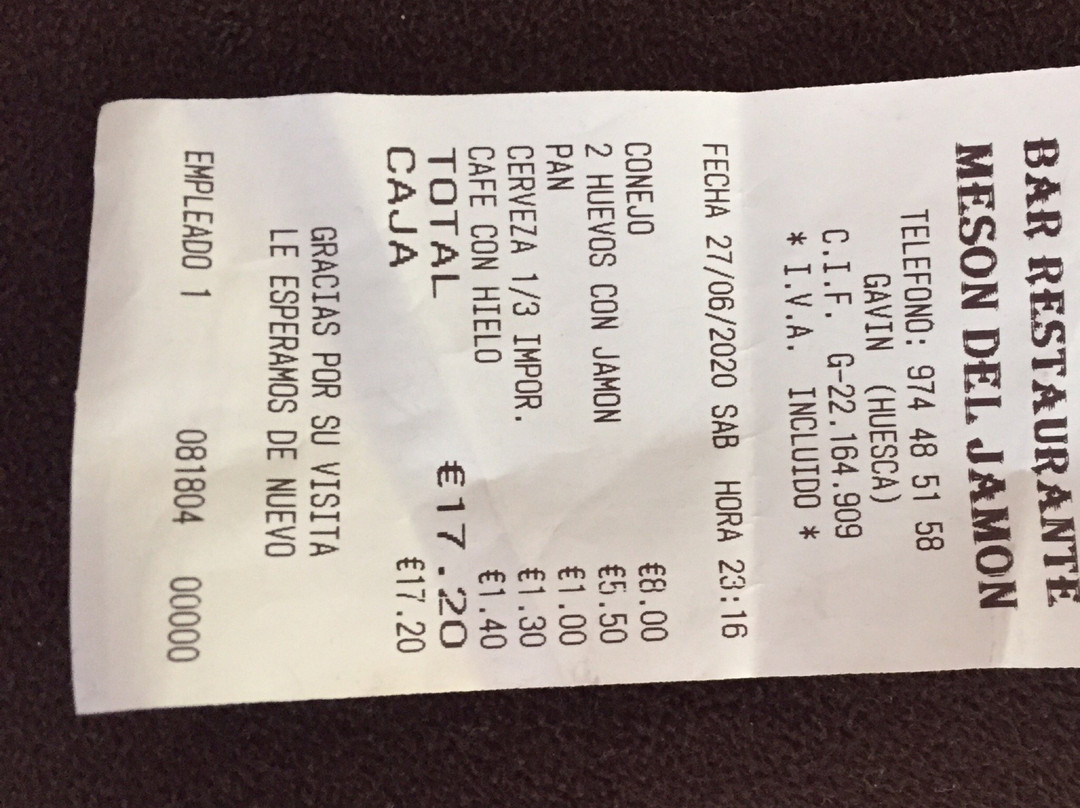 BAR RESTAURANTE
MESON DEL JAMON
TELEFONO: 974 48 51 58
GAVIN (HUESCA)
C.I.F. G-22.164.909
* I.V.A. INCLUIDO *
FECHA 27/06/2020 SAB HORA 23:16
CONEJO €8.00
2 HUEVOS CON JAMON €5.50
PAN €1.00
CERVEZA 1/3 IMPOR. €1.30
CAFE CON HIELO €1.40
TOTAL €17.20
CAJA €17.20
GRACIAS POR SU VISITA
LE ESPERAMOS DE NUEVO
EMPLEADO 1 081804 00000